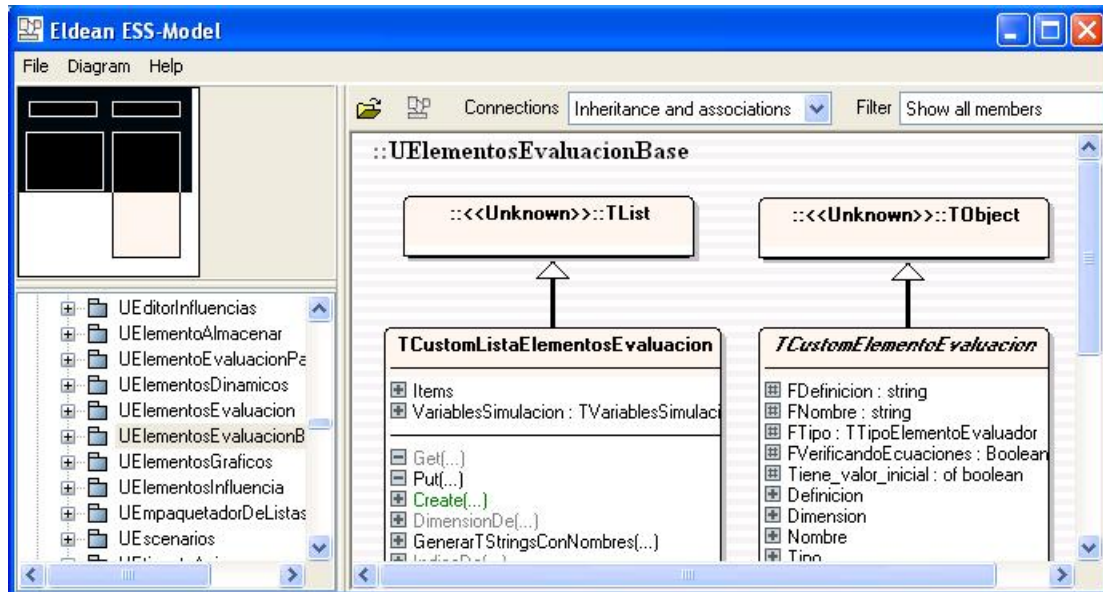 Eldean ESS-Model
File Diagram Help
Connections Inheritance and associations Filter Show all members
::UElementosEvaluacionBase
::<<Unknown>>::TList
::<<Unknown>>::TObject
TCustomListaElementosEvaluacion
Items
VariablesSimulacion : TVariablesSimulaci
Get(...)
Put(...)
Create(...)
DimensionDe(...)
GenerarTStringsConNombres(...)
TCustomElementoEvaluacion
FDefinicion : string
FNombre : string
FTipo : TTipoElementoEvaluador
FVerificandoEcuaciones : Boolean
Tiene_valor_inicial : of boolean
Definicion
Dimension
Nombre
Tipo
UEditorInfluencias
UElementoAlmacenar
UElementoEvaluacionPa
UElementosDinamicos
UElementosEvaluacion
UElementosEvaluacionB
UElementosGraficos
UElementosInfluencia
UEmpaquetadorDeListas
UEscenarios